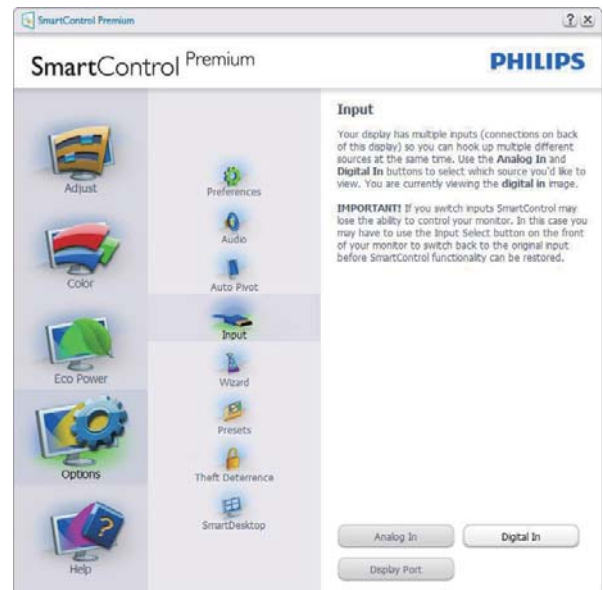 SmartControl Premium
? x
SmartControl Premium
PHILIPS
Adjust
Color
Eco Power
Options
Help
Preferences
Audio
Auto Pivot
Input
Wizard
Presets
Theft Deterrence
SmartDesktop
Input
Your display has multiple inputs (connections on back
of this display) so you can hook up multiple different
sources at the same time. Use the Analog In and
Digital In buttons to select which source you'd like to
view. You are currently viewing the digital in image.
IMPORTANT! If you switch inputs SmartControl may
lose the ability to control your monitor. In this case you
may have to use the Input Select button on the front
of your monitor to switch back to the original input
before SmartControl functionality can be restored.
Analog In
Digital In
Display Port